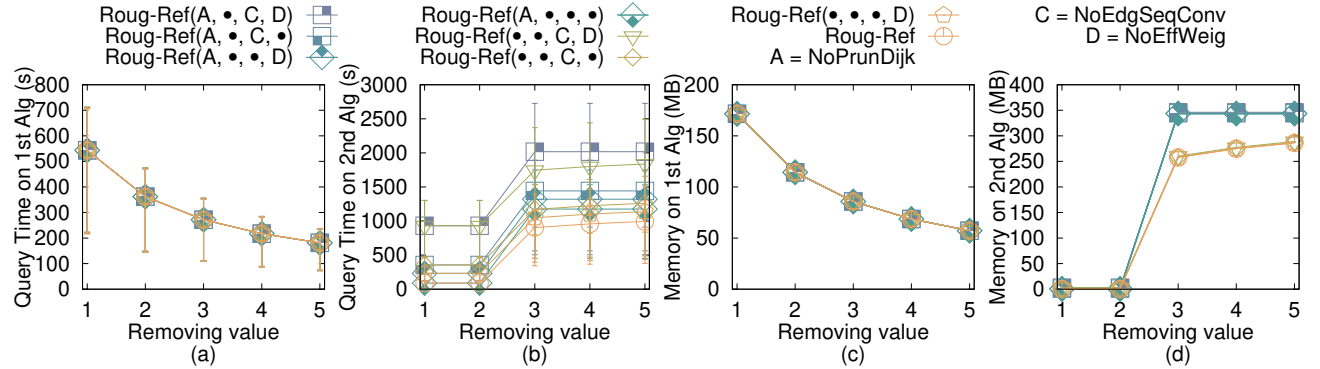 Roug-Ref(A, •, C, D)
Roug-Ref(A, •, C, •)
Roug-Ref(A, •, •, D)
Roug-Ref(A, •, •, •)
Roug-Ref(•, •, C, D)
Roug-Ref(•, •, C, •)
Roug-Ref(•, •, •, D)
Roug-Ref
A = NoPrunDijk
C = NoEdgSeqConv
D = NoEffWeig
Query Time on 1st Alg (s)
800
700
600
500
400
300
200
100
0
1 2 3 4 5
Removing value
(a)
Query Time on 2nd Alg (s)
3000
2500
2000
1500
1000
500
0
1 2 3 4 5
Removing value
(b)
Memory on 1st Alg (MB)
200
150
100
50
0
1 2 3 4 5
Removing value
(c)
Memory on 2nd Alg (MB)
400
350
300
250
200
150
100
50
0
1 2 3 4 5
Removing value
(d)